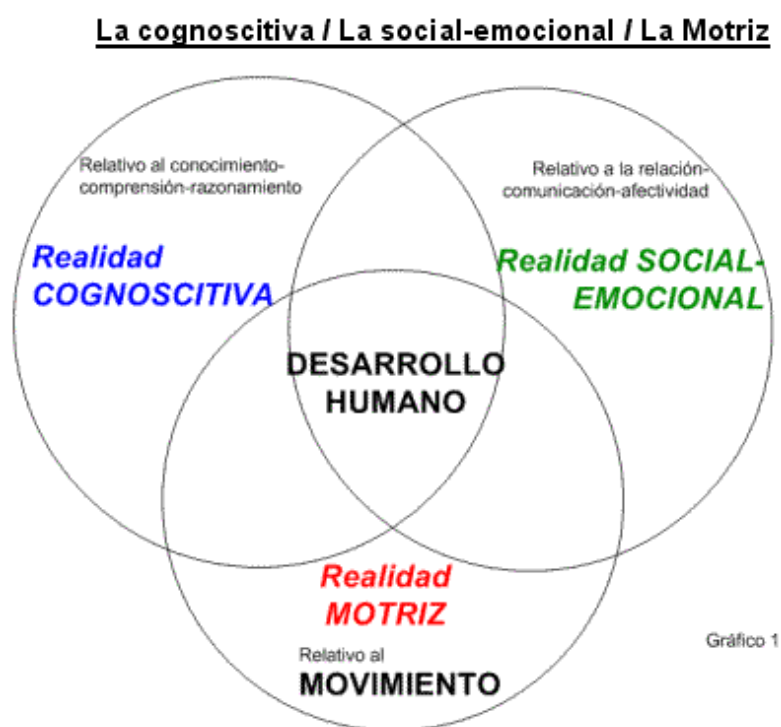 La cognoscitiva / La social-emocional / La Motriz
Relativo al conocimiento-
comprensión-razonamiento
Realidad
COGNOSCITIVA
Relativo a la relación-
comunicación-afectividad
Realidad SOCIAL-
EMOCIONAL
DESARROLLO
HUMANO
Realidad
MOTRIZ
Relativo al
MOVIMIENTO
Gráfico 1